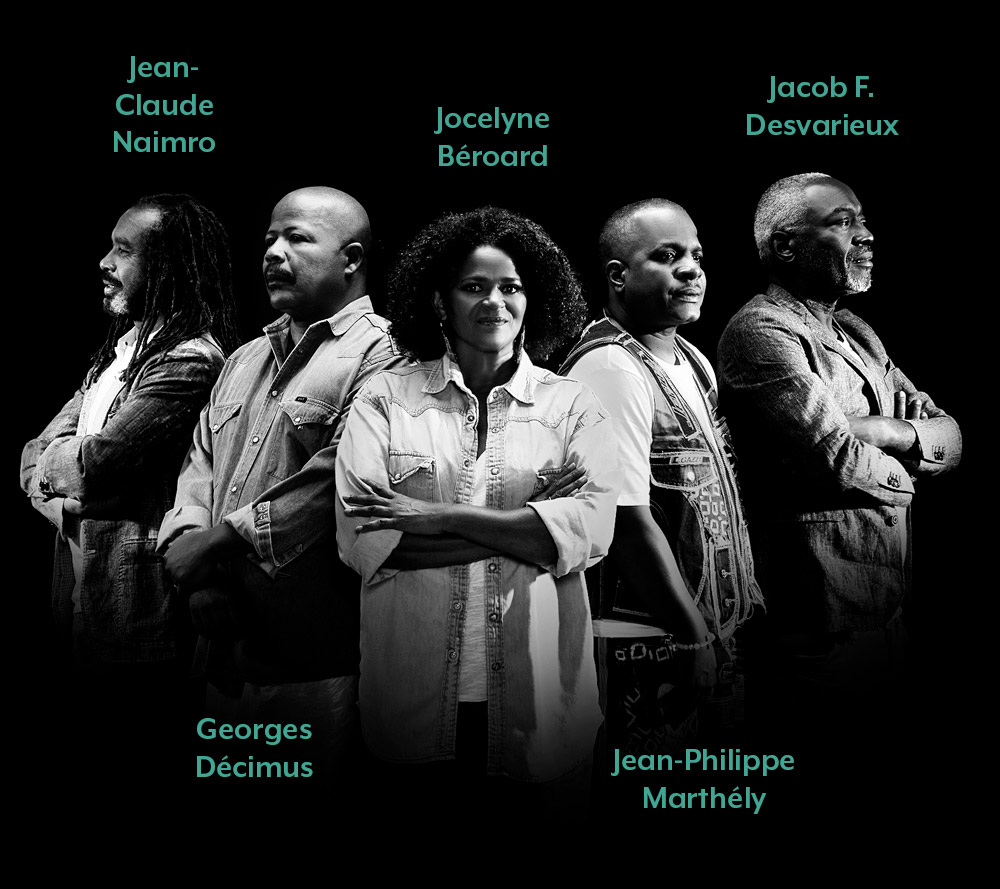 Jean-
Claude
Naimro
Jocelyne
Béroard
Jacob F.
Desvarieux
Georges
Décimus
Jean-Philippe
Marthély